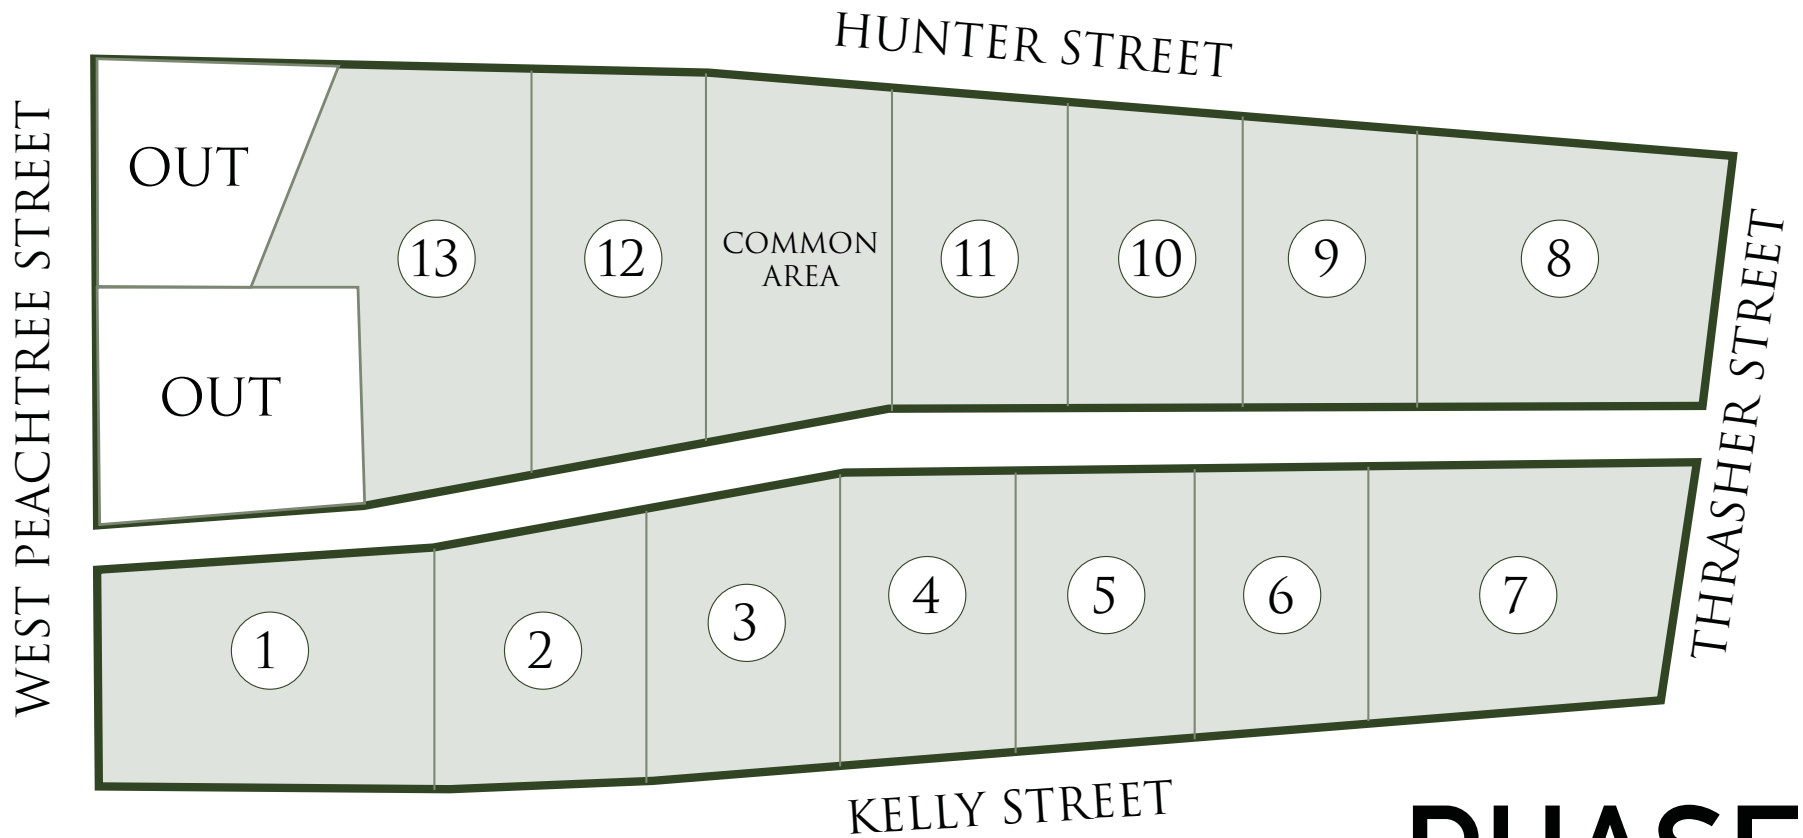 HUNTER STREET
WEST PEACHTREE STREET
OUT
13
12
COMMON
AREA
11
10
9
8
OUT
THRASHER STREET
1
2
3
4
5
6
7
KELLY STREET
PHASE